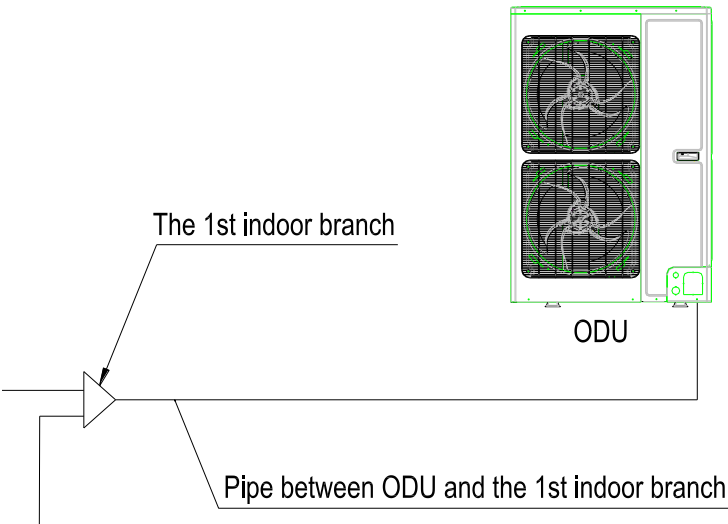 The 1st indoor branch
ODU
Pipe between ODU and the 1st indoor branch